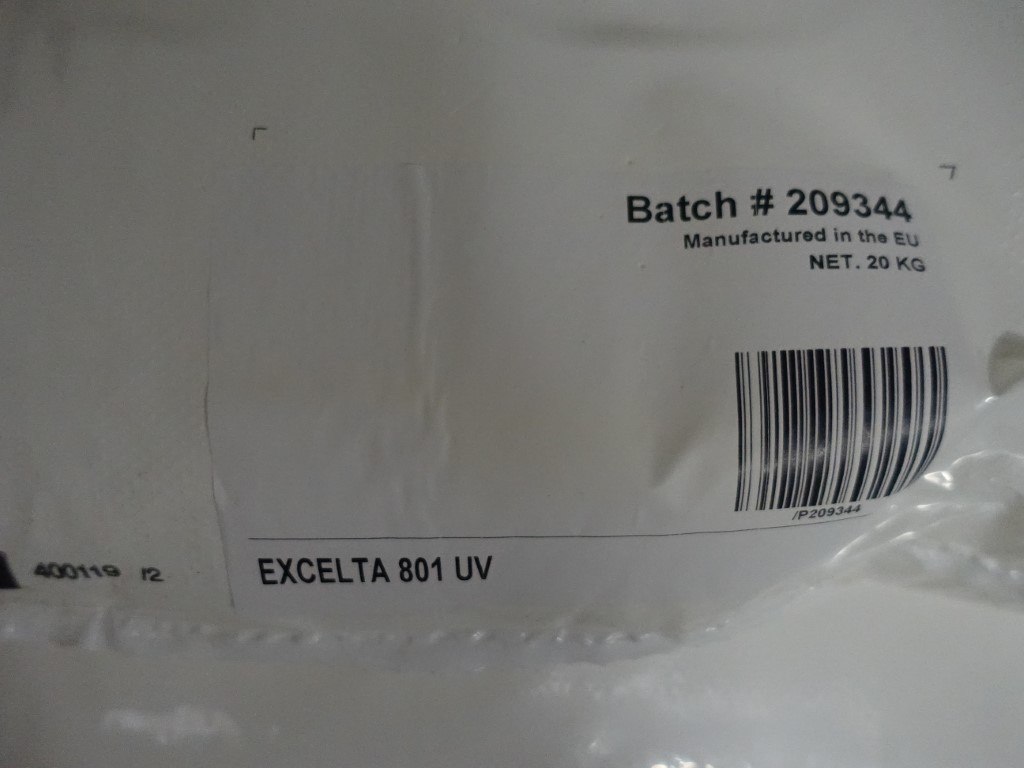 Batch # 209344
Manufactured in the EU
NET. 20 KG
/P209344
EXCELTA 801 UV
400119 /2